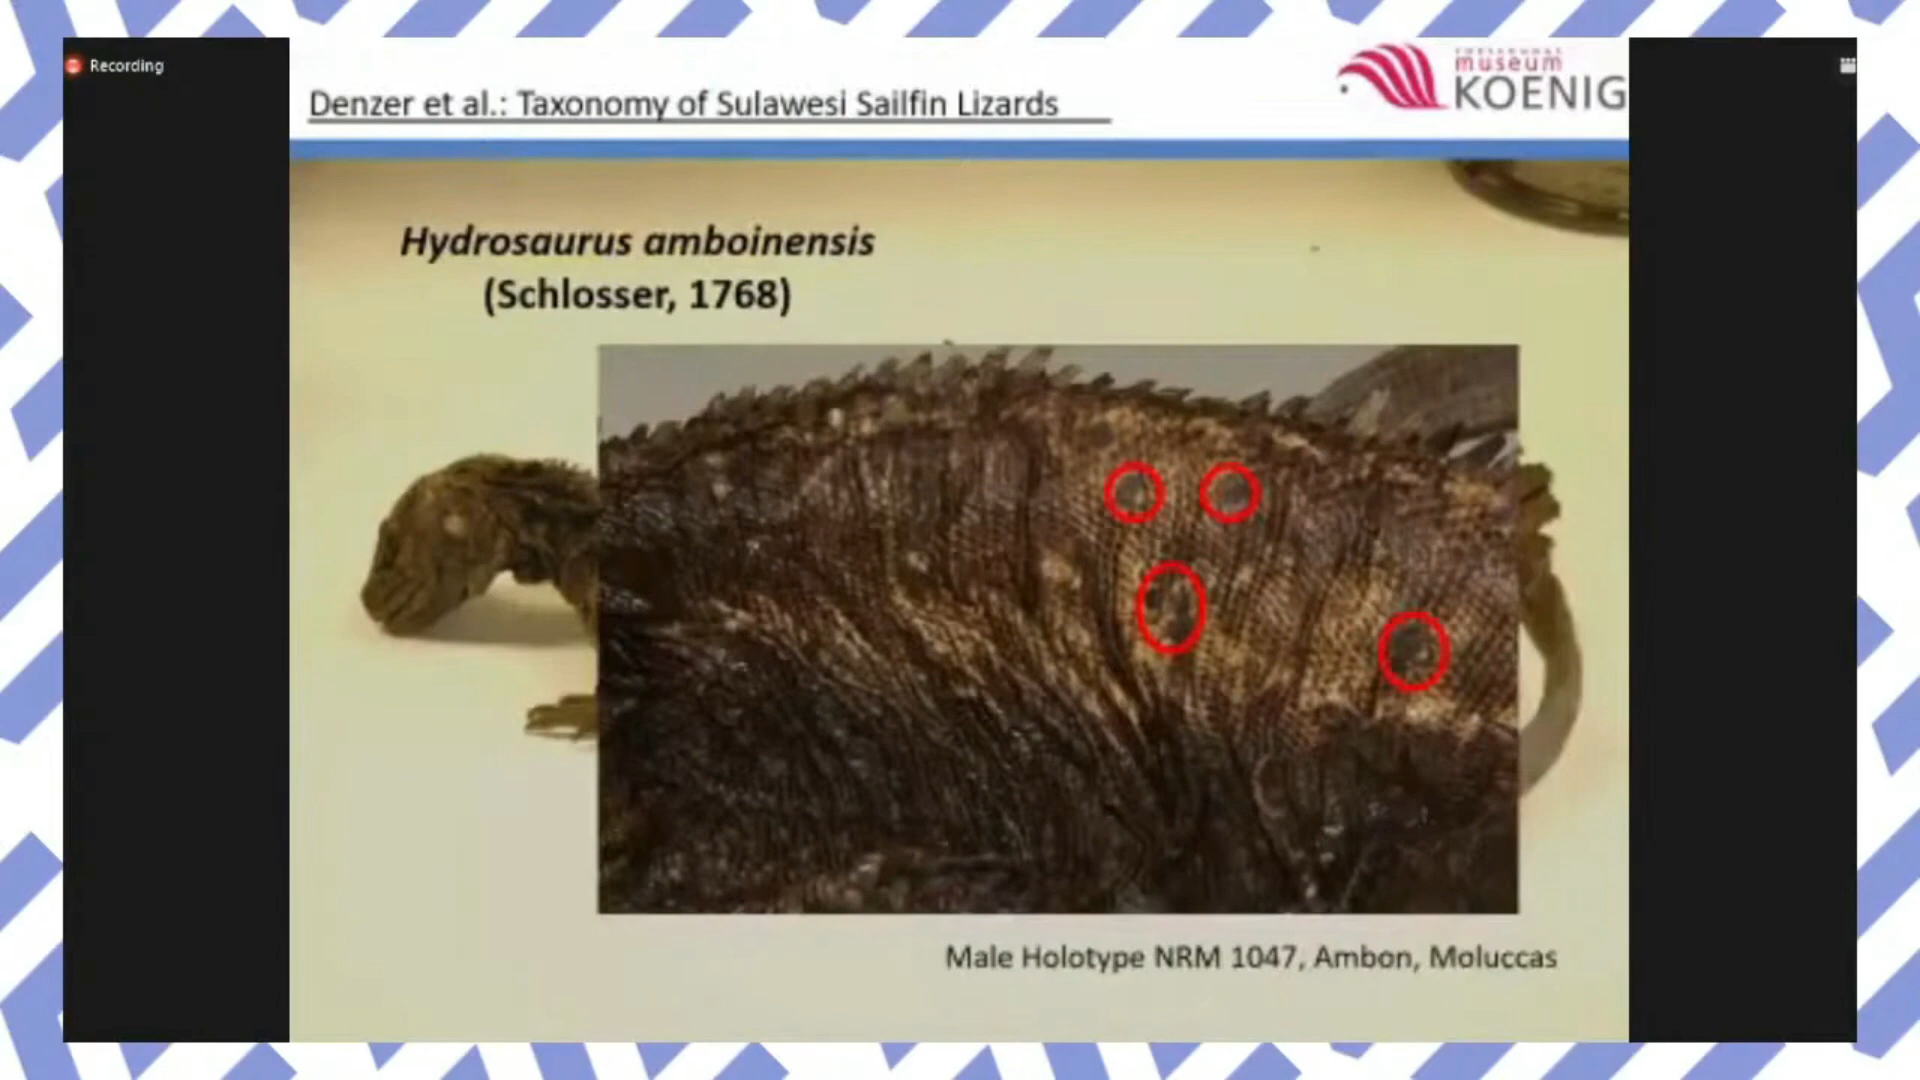 Recording
Denzer et al.: Taxonomy of Sulawesi Sailfin Lizards
museum
KOENIG
Hydrosaurus amboinensis
(Schlosser, 1768)
Male Holotype NRM 1047, Ambon, Moluccas